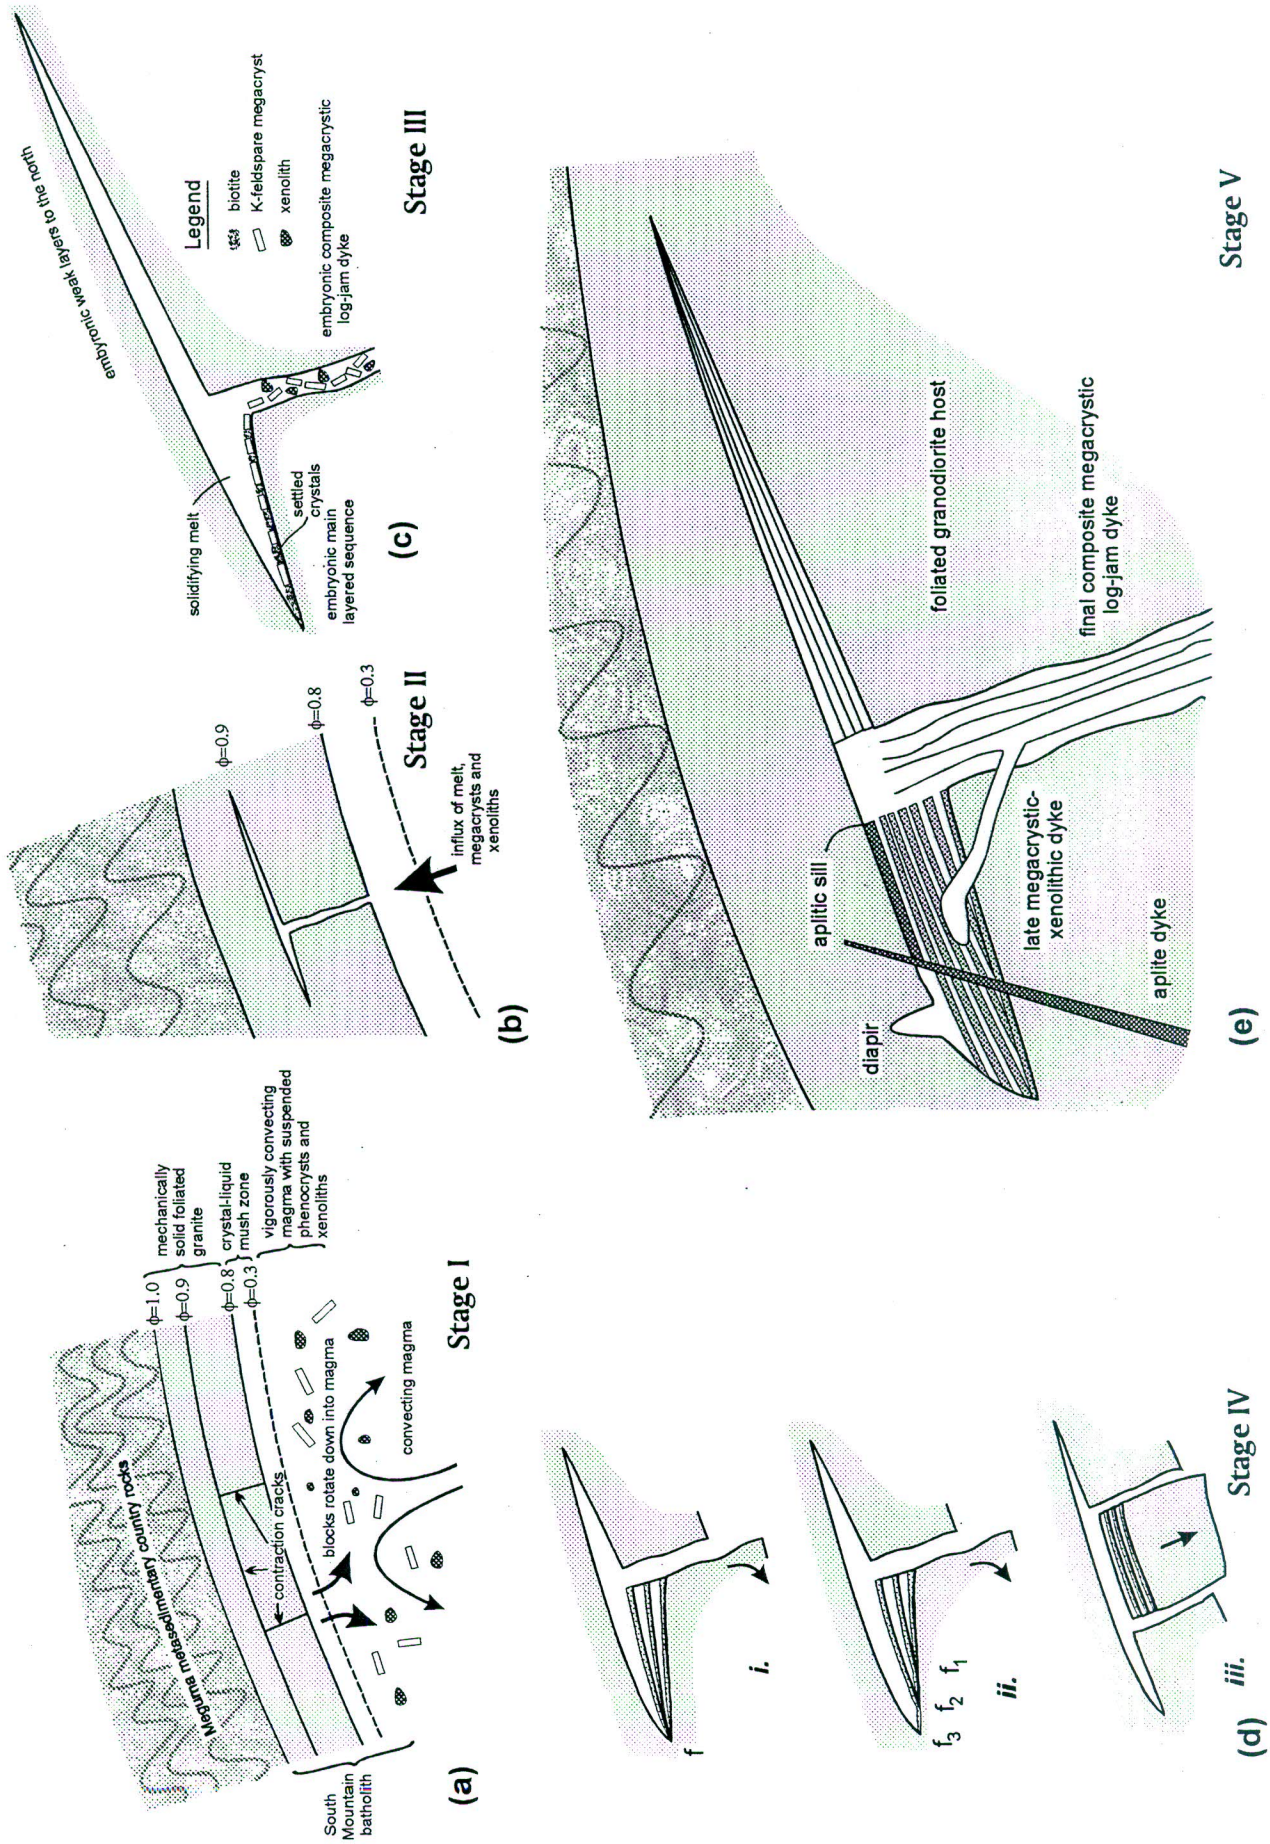 Meguma metasedimentary country rocks
ϕ=1.0
ϕ=0.9
ϕ=0.8
ϕ=0.3
mechanically
solid foliated
granite
crystal-liquid
mush zone
vigorously convecting
magma with suspended
phenocrysts and
xenoliths
contraction cracks
blocks rotate down into magma
convecting magma
South
Mountain
batholith
(a)
Stage I
ϕ=0.9
ϕ=0.8
ϕ=0.3
influx of melt,
megacrysts and
xenoliths
(b)
Stage II
embyronic weak layers to the north
solidifying melt
settled
crystals
embryonic main
layered sequence
Legend
biotite
K-feldspare megacryst
xenolith
embryonic composite megacrystic
log-jam dyke
(c)
Stage III
f
i.
f3 f2 f1
ii.
iii.
(d)
Stage IV
diapir
aplitic sill
foliated granodiorite host
late megacrystic-
xenolithic dyke
final composite megacrystic
log-jam dyke
aplite dyke
(e)
Stage V